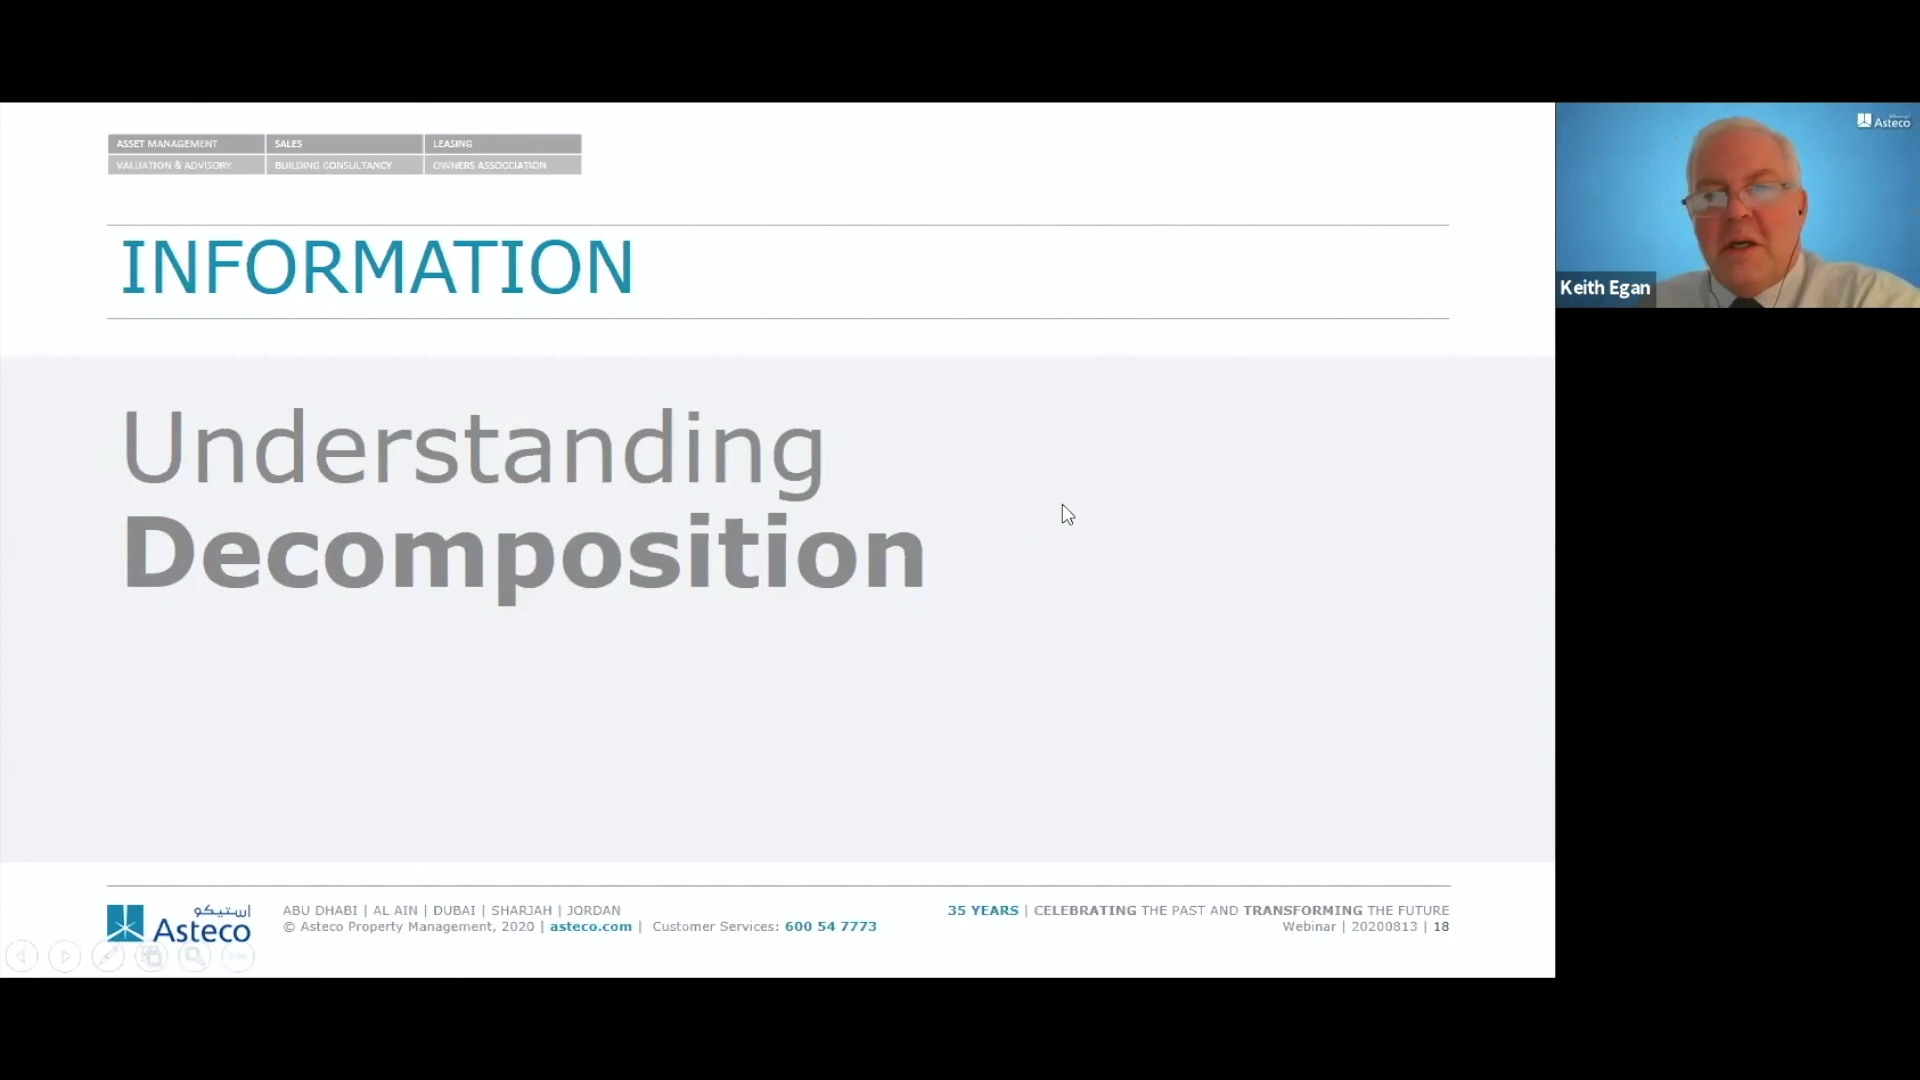 ASSET MANAGEMENT SALES LEASING
VALUATION & ADVISORY BUILDING CONSULTANCY OWNERS ASSOCCIATION
Asteco
INFORMATION
Keith Egan
Understanding
Decomposition
استيكو
Asteco
ABU DHABI | AL AIN | DUBAI | SHARJAH | JORDAN
© Asteco Property Management, 2020 | asteco.com | Customer Services: 600 54 7773
35 YEARS | CELEBRATING THE PAST AND TRANSFORMING THE FUTURE
Webinar | 20200813 | 18